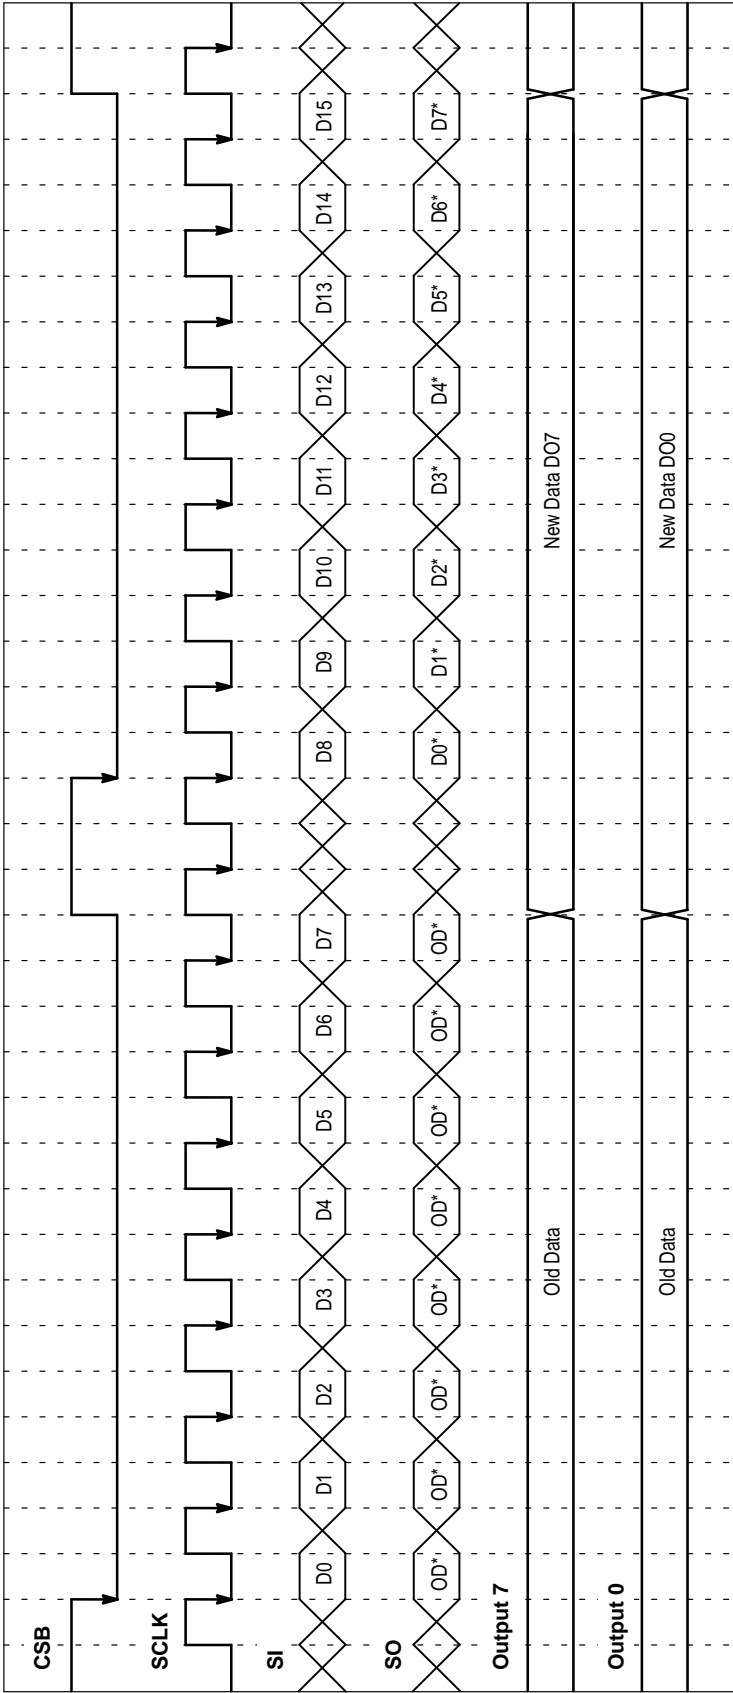 CSB
SCLK
SI
D0 D1 D2 D3 D4 D5 D6 D7 D8 D9 D10 D11 D12 D13 D14 D15
SO
OD* OD* OD* OD* OD* OD* OD* OD* D0* D1* D2* D3* D4* D5* D6* D7*
Output 7
Old Data New Data DO7
Output 0
Old Data New Data DO0